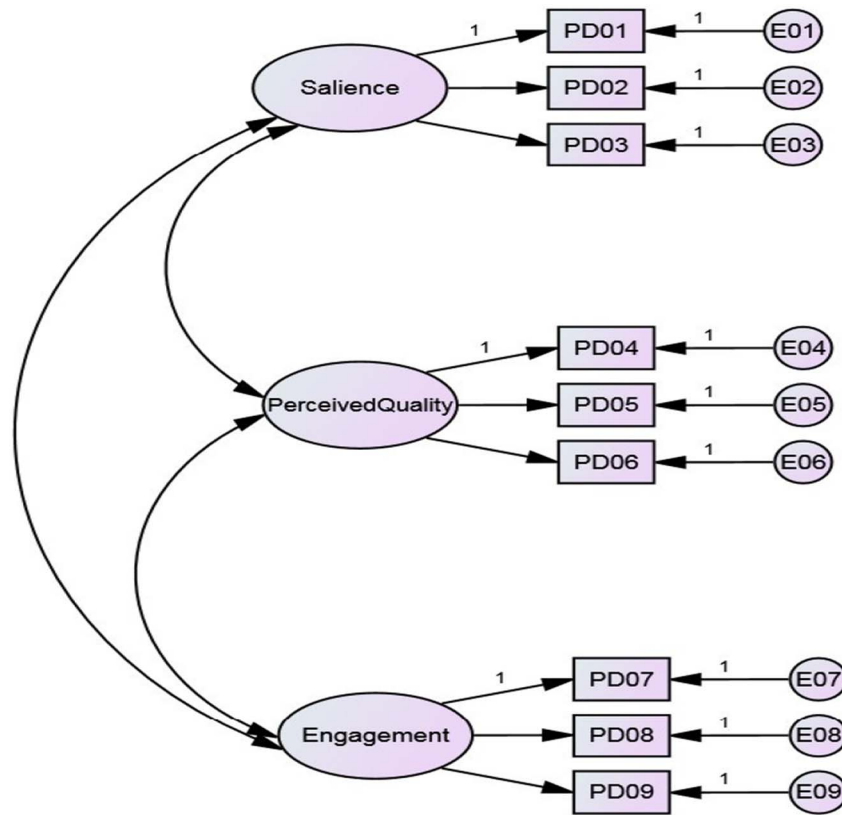 1
PD01
1
E01
Salience
PD02
1
E02
PD03
1
E03
1
PD04
1
E04
PerceivedQuality
PD05
1
E05
PD06
1
E06
1
PD07
1
E07
Engagement
PD08
1
E08
PD09
1
E09